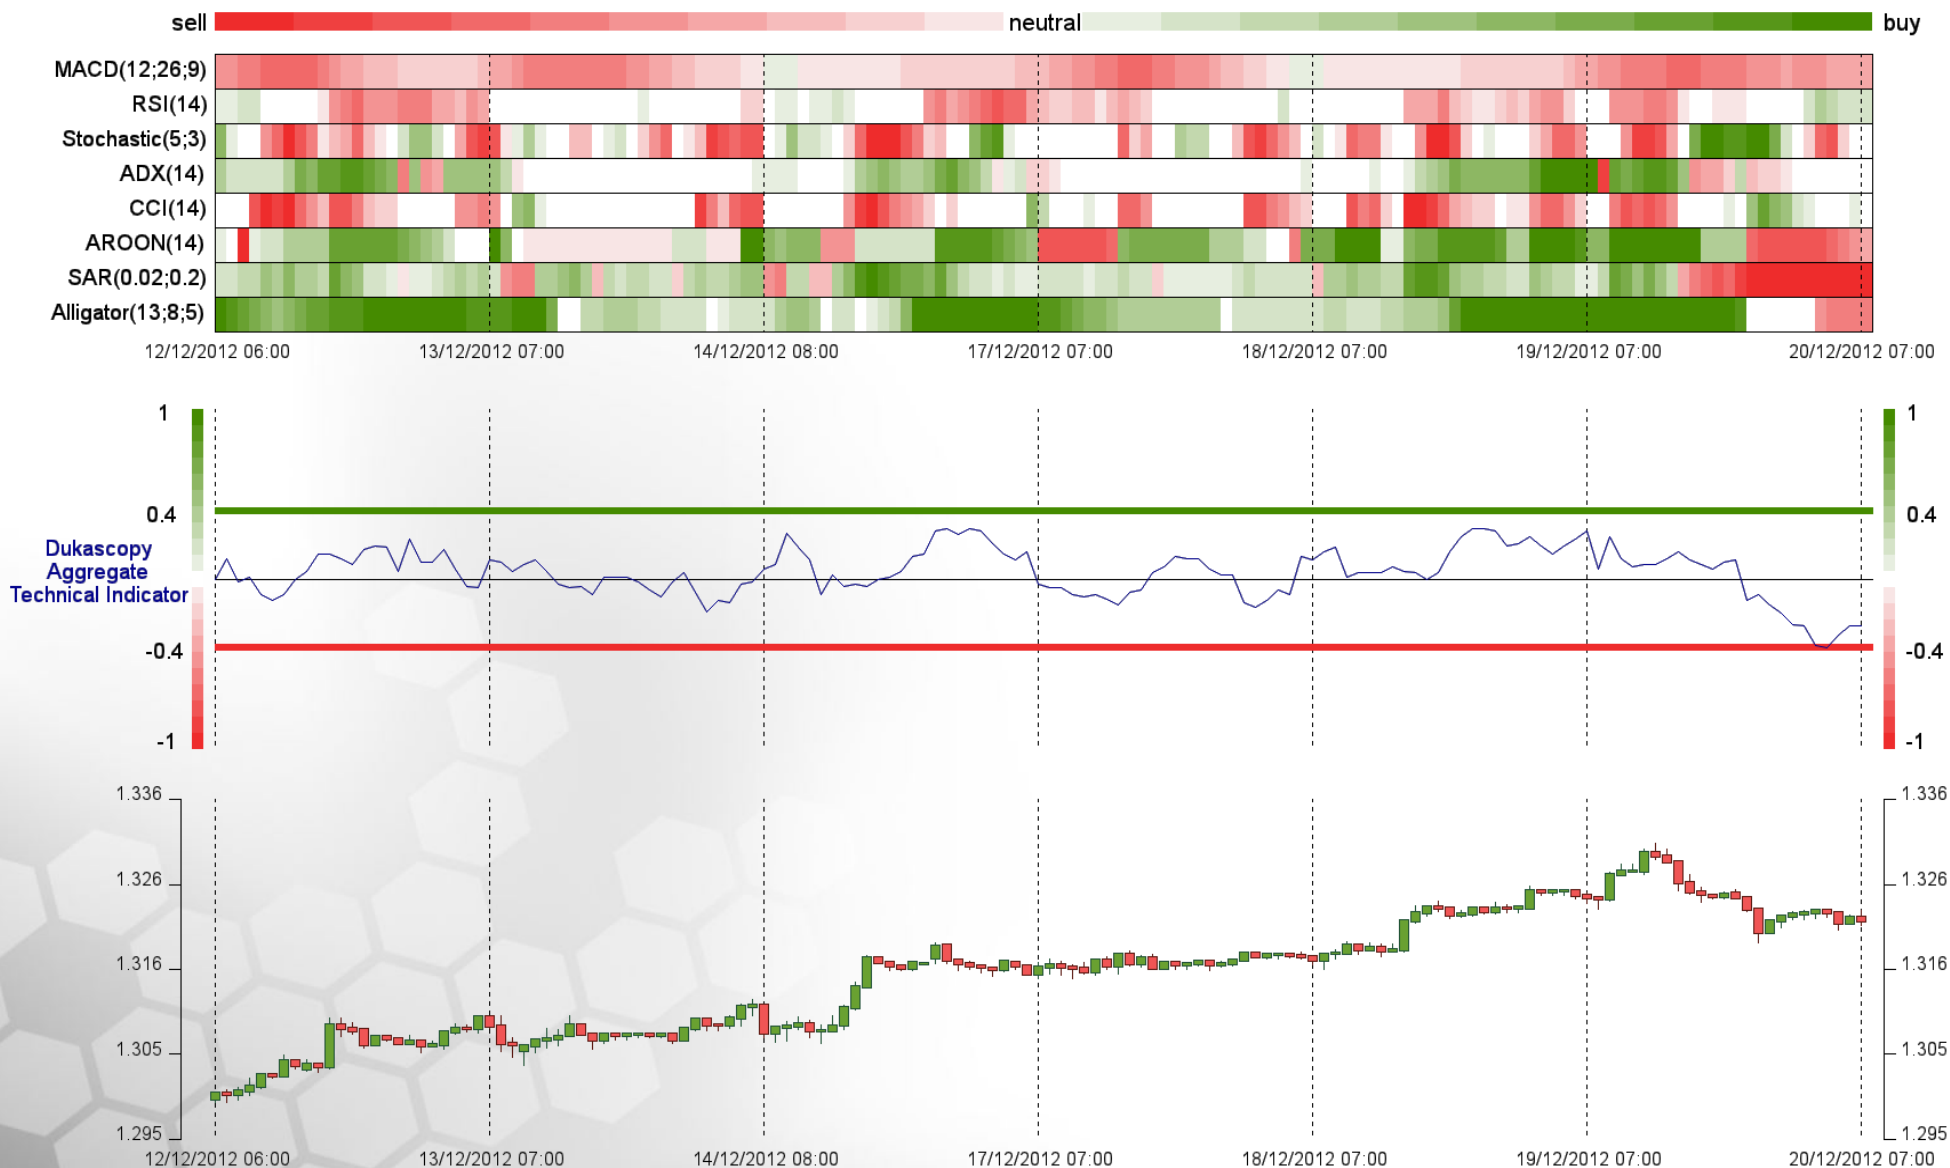 sell neutral buy
MACD(12;26;9)
RSI(14)
Stochastic(5;3)
ADX(14)
CCI(14)
AROON(14)
SAR(0.02;0.2)
Alligator(13;8;5)
12/12/2012 06:00 13/12/2012 07:00 14/12/2012 08:00 17/12/2012 07:00 18/12/2012 07:00 19/12/2012 07:00 20/12/2012 07:00
1 1
0.4 0.4
Dukascopy
Aggregate
Technical Indicator
-0.4 -0.4
-1 -1
1.336 1.336
1.326 1.326
1.316 1.316
1.305 1.305
1.295 1.295
12/12/2012 06:00 13/12/2012 07:00 14/12/2012 08:00 17/12/2012 07:00 18/12/2012 07:00 19/12/2012 07:00 20/12/2012 07:00